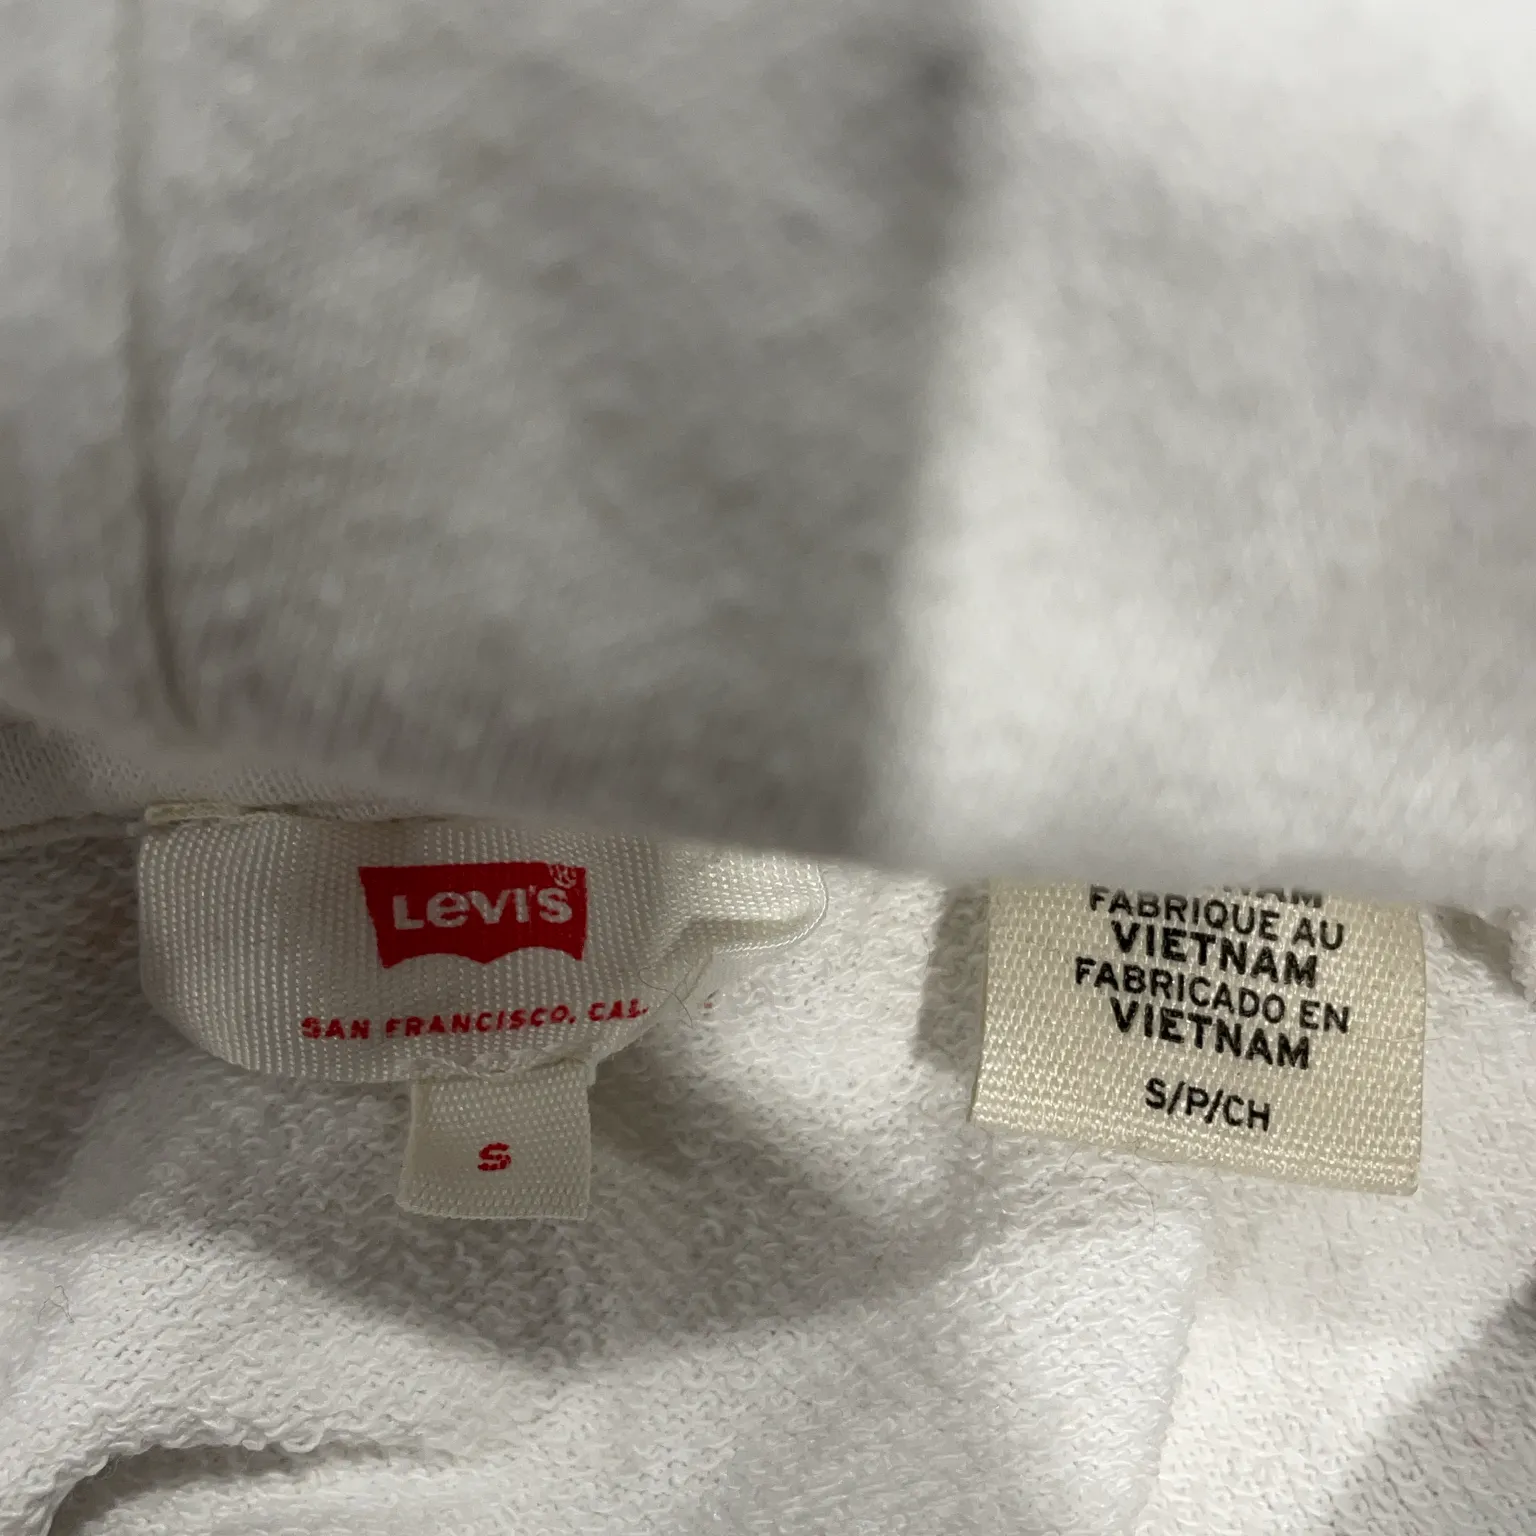 Levi's
SAN FRANCISCO, CAL.
S
FABRIQUE AU
VIETNAM
FABRICADO EN
VIETNAM
S/P/CH